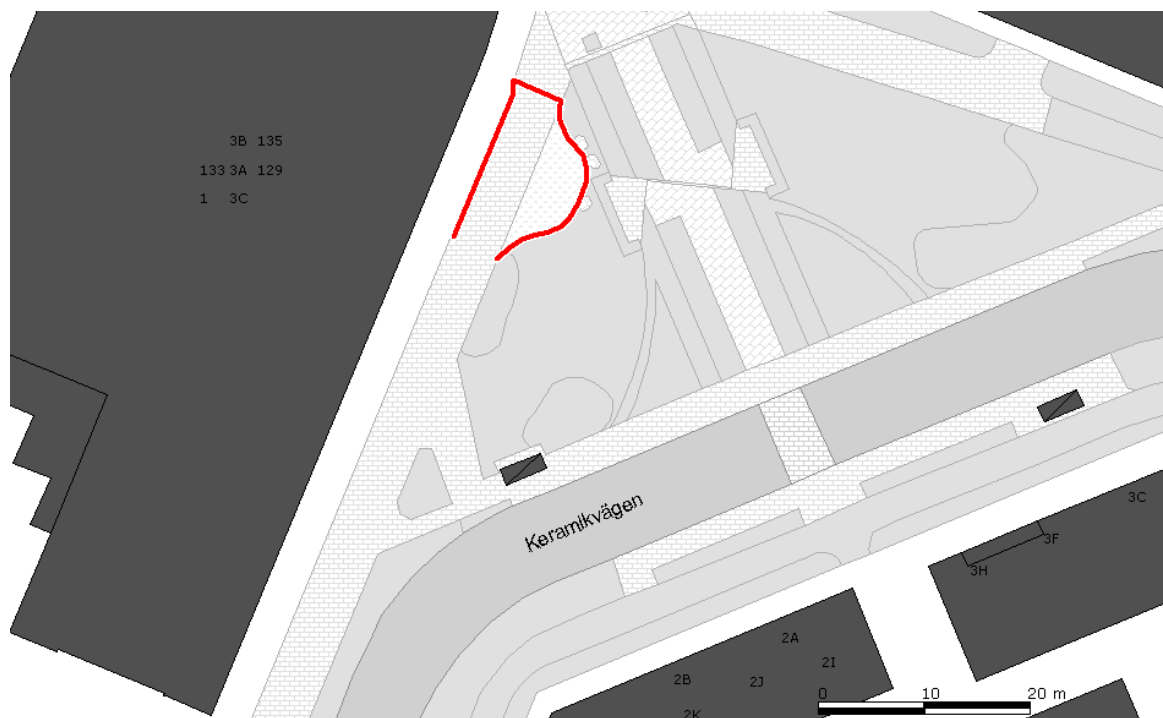 3B 135
133 3A 129
1 3C
Keramikvägen
3C
3F
3H
2A
2I
2B
2J
2K
0 10 20 m